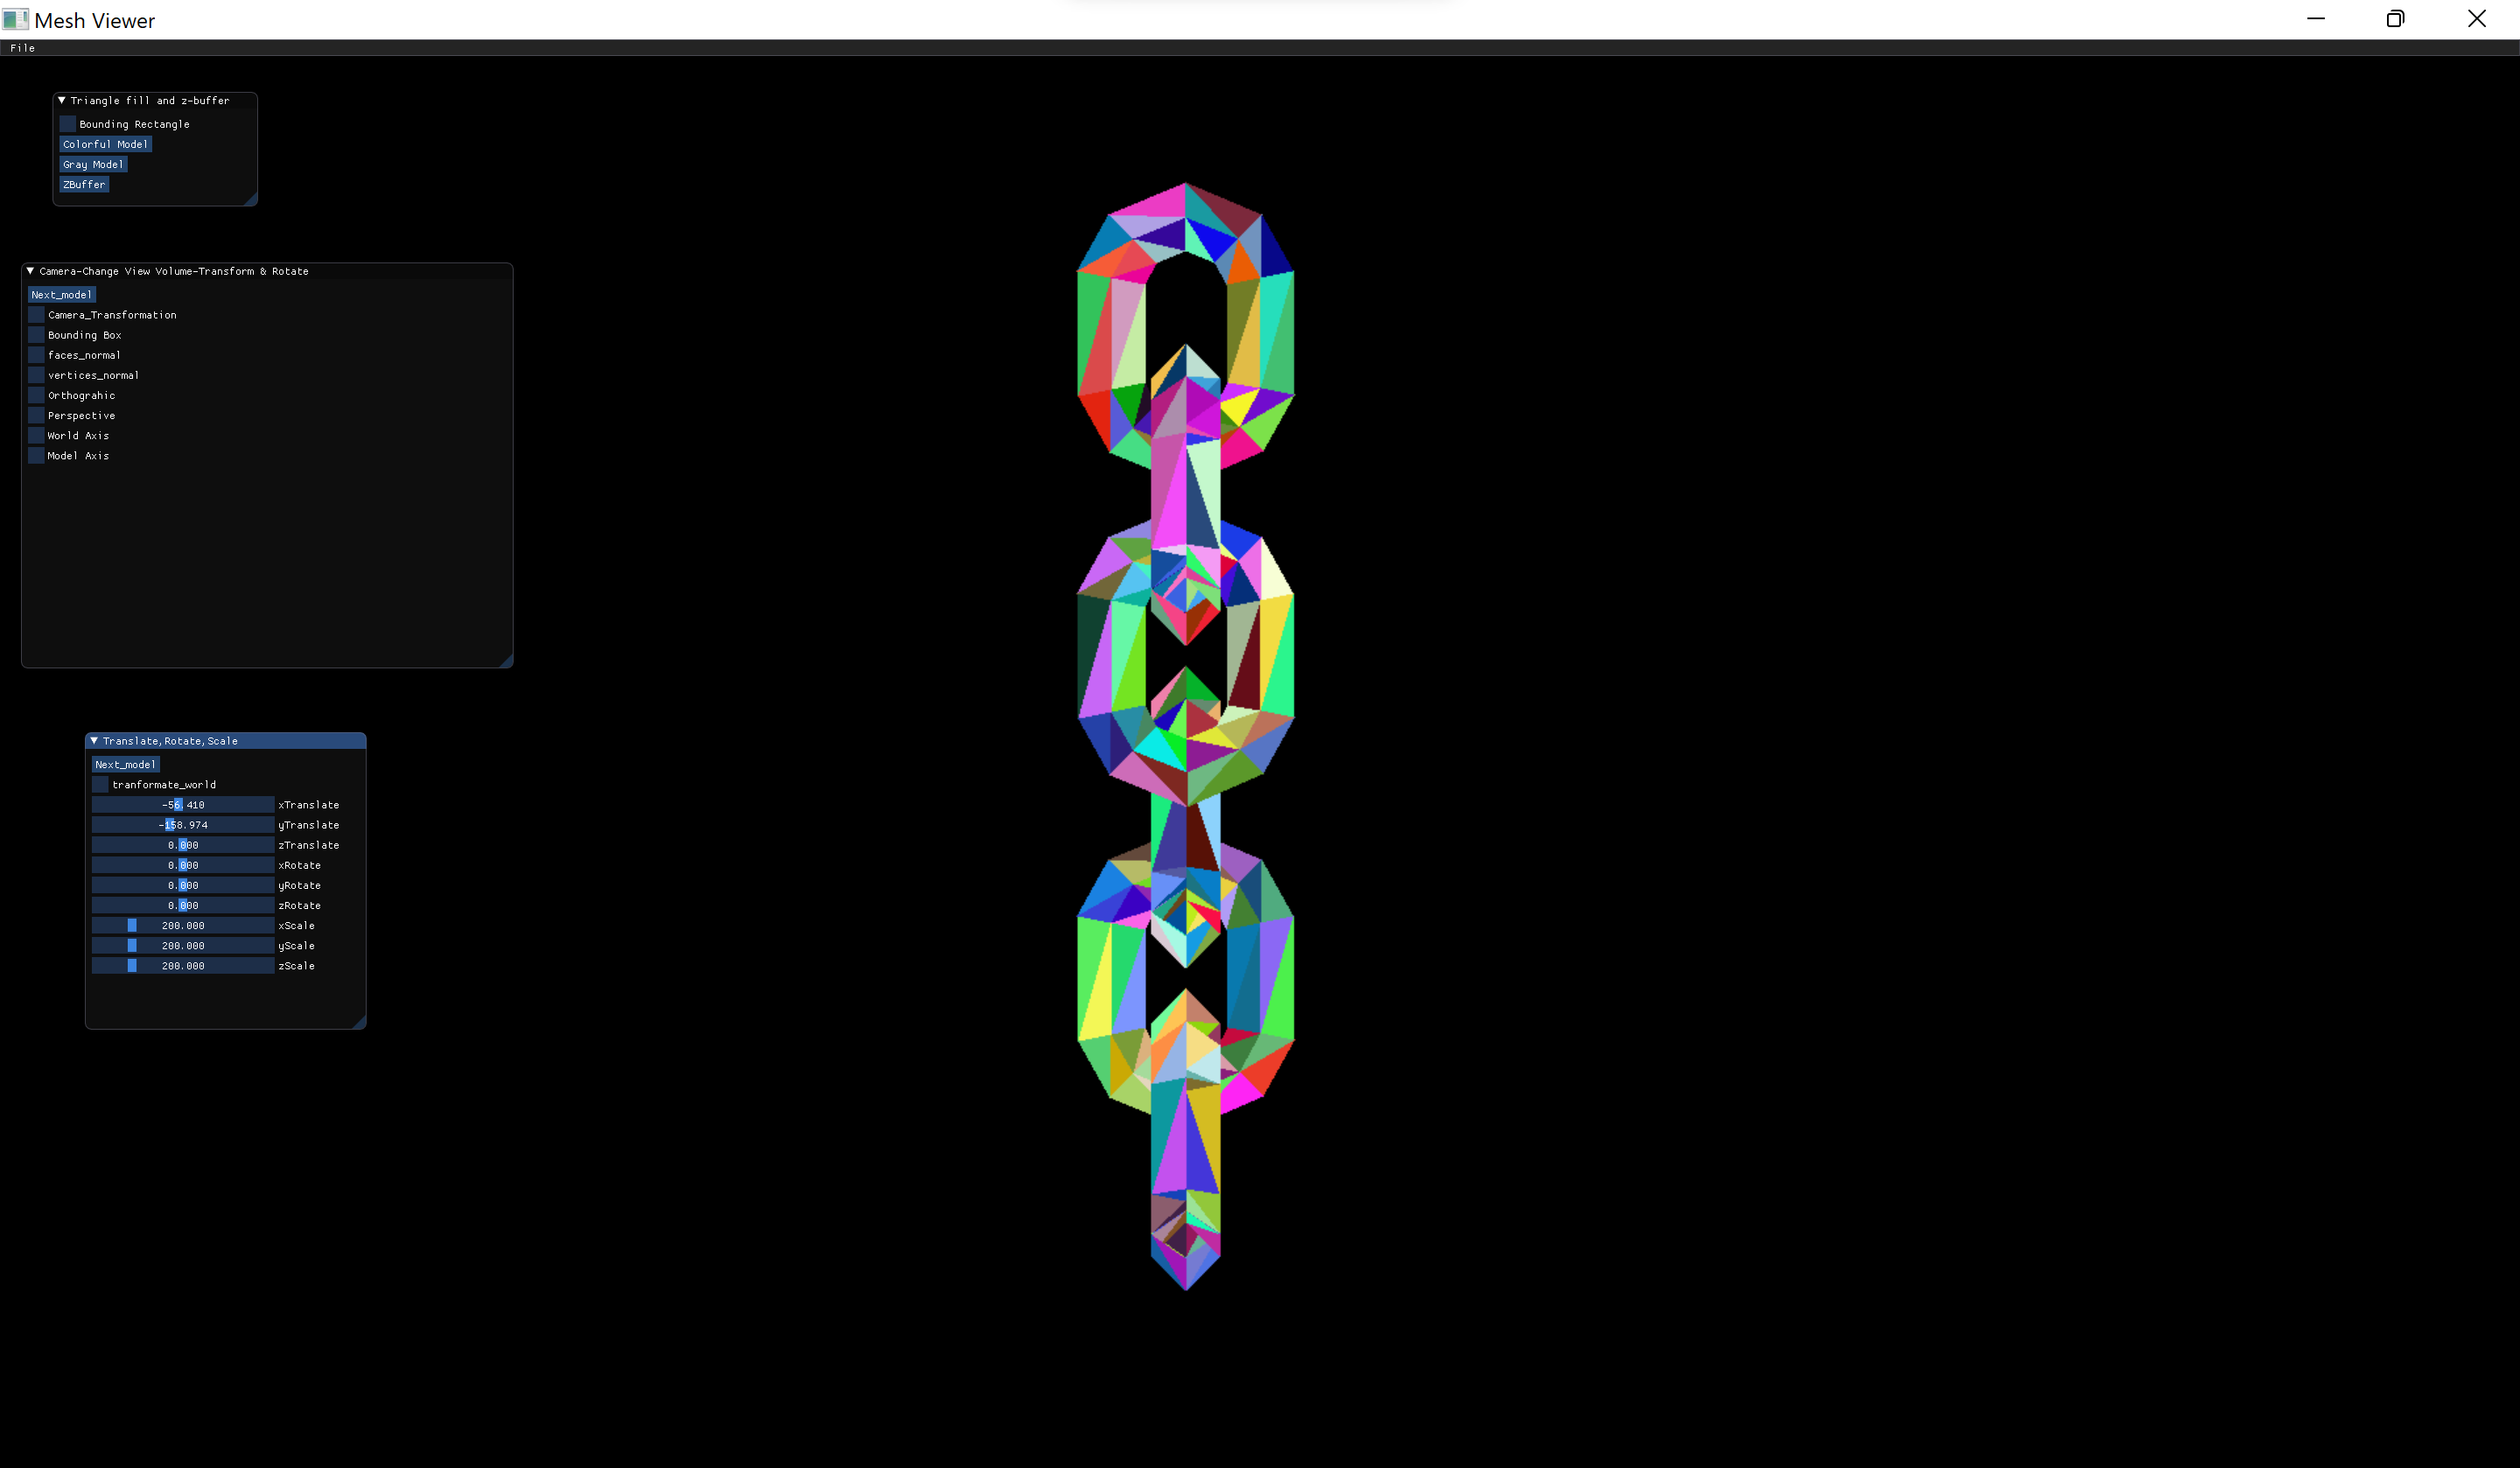 Mesh Viewer
File
Triangle fill and z-buffer
Bounding Rectangle
Colorful Model
Gray Model
ZBuffer
Camera-Change View Volume-Transform & Rotate
Next_model
Camera_Transformation
Bounding Box
faces_normal
vertices_normal
Orthograhic
Perspective
World Axis
Model Axis
Translate,Rotate,Scale
Next_model
tranformate_world
-56.410 xTranslate
-158.974 yTranslate
0.000 zTranslate
0.000 xRotate
0.000 yRotate
0.000 zRotate
200.000 xScale
200.000 yScale
200.000 zScale